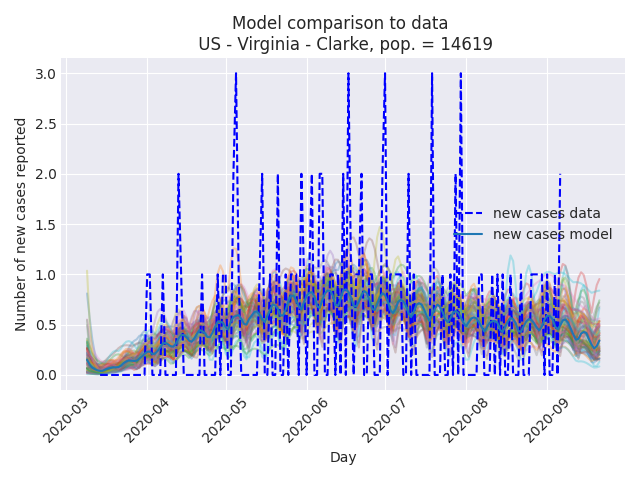 Model comparison to data
US - Virginia - Clarke, pop. = 14619
Number of new cases reported
3.0
2.5
2.0
1.5
1.0
0.5
0.0
new cases data
new cases model
2020-03
2020-04
2020-05
2020-06
2020-07
2020-08
2020-09
Day